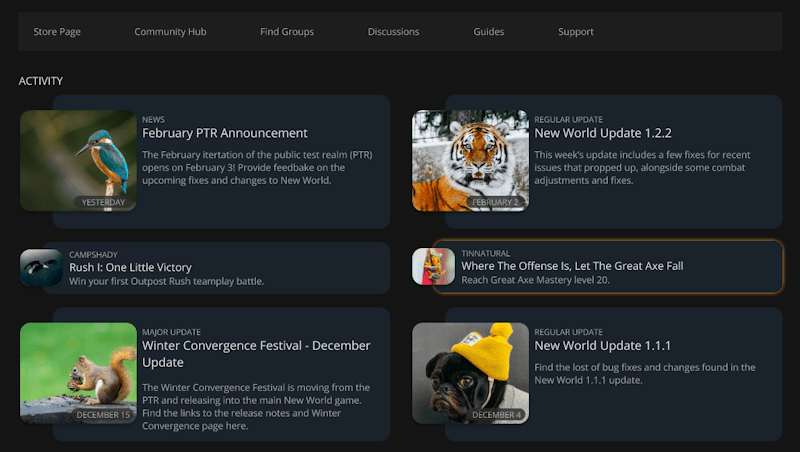 Store Page
Community Hub
Find Groups
Discussions
Guides
Support
ACTIVITY
NEWS
February PTR Announcement
The February itertation of the public test realm (PTR)
opens on February 3! Provide feedbake on the
upcoming fixes and changes to New World.
YESTERDAY
REGULAR UPDATE
New World Update 1.2.2
This week's update includes a few fixes for recent
issues that propped up, alongside some combat
adjustments and fixes.
FEBRUARY 2
CAMPSHADY
Rush I: One Little Victory
Win your first Outpost Rush teamplay battle.
TINNATURAL
Where The Offense Is, Let The Great Axe Fall
Reach Great Axe Mastery level 20.
MAJOR UPDATE
Winter Convergence Festival - December
Update
The Winter Convergence Festival is moving from the
PTR and releasing into the main New World game.
Find the links to the release notes and Winter
Convergence page here.
DECEMBER 15
REGULAR UPDATE
New World Update 1.1.1
Find the lost of bug fixes and changes found in the
New World 1.1.1 update.
DECEMBER 4